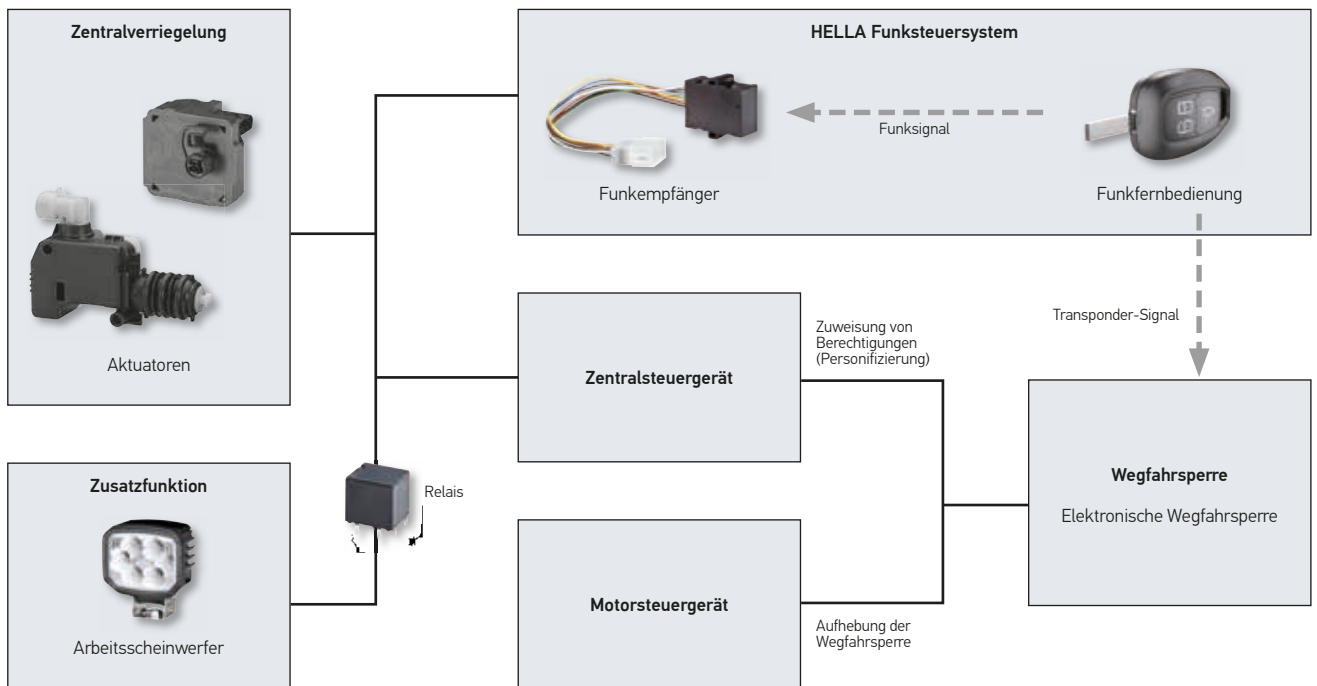 Zentralverriegelung
Aktuatoren
HELLA Funksteuersystem
Funksignal
Funkempfänger
Funkfernbedienung
Transponder-Signal
Zentralsteuergerät
Zuweisung von
Berechtigungen
(Personifizierung)
Wegfahrsperre
Elektronische Wegfahrsperre
Zusatzfunktion
Arbeitsscheinwerfer
Relais
Motorsteuergerät
Aufhebung der
Wegfahrsperre